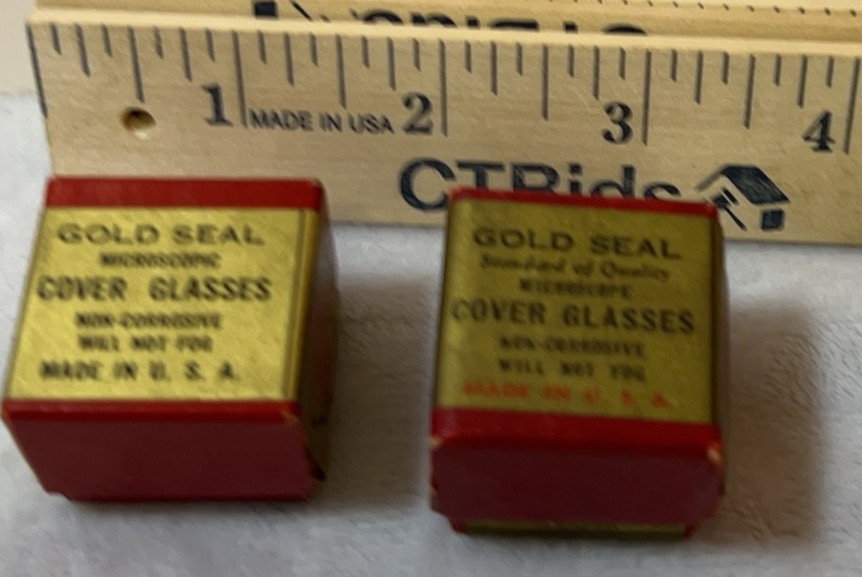 1 MADE IN USA 2 3 4
CTBids
GOLD SEAL
MICROSCOPIC
COVER GLASSES
NON-CORROSIVE
WILL NOT FOG
MADE IN U. S. A.
GOLD SEAL
Standard of Quality
MICROSCOPE
COVER GLASSES
NON-CORROSIVE
WILL NOT FOG
MADE IN U. S. A.